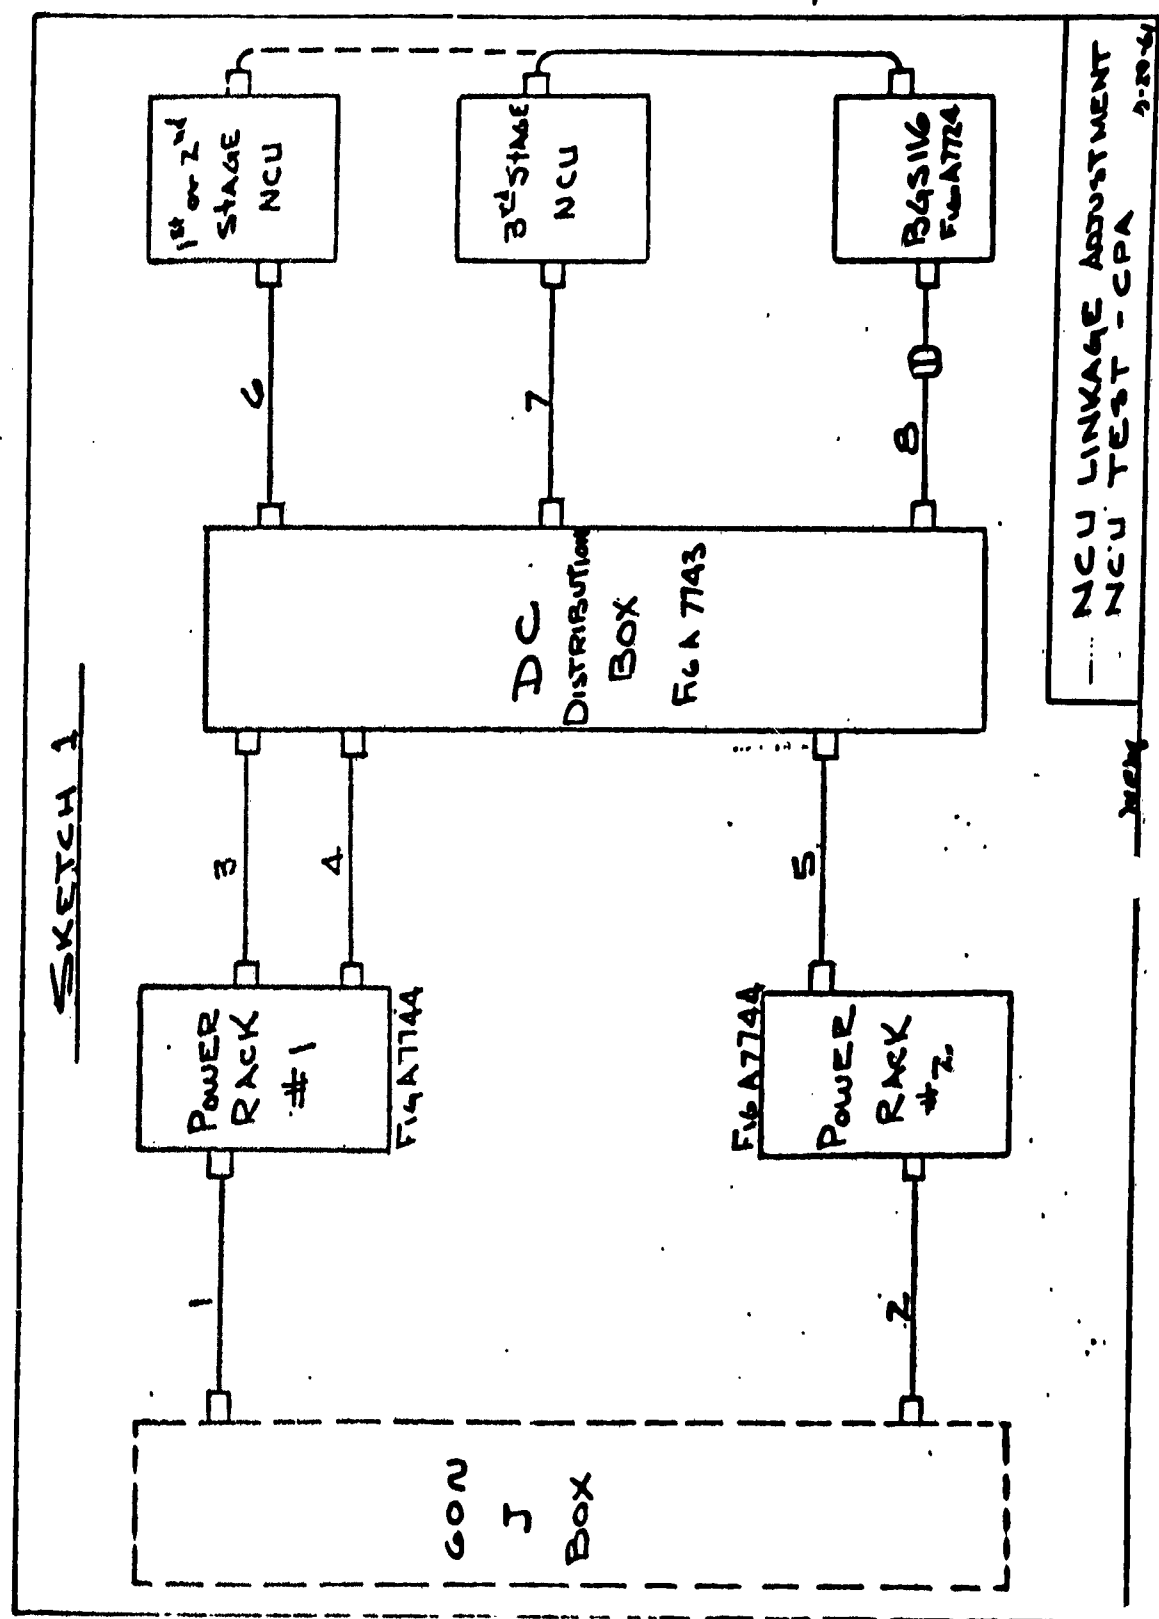 SKETCH 1
GON
J
BOX
1
2
POWER
RACK
#1
FIG A7744
FIG A7744
POWER
RACK
#2
3
4
5
DC
DISTRIBUTION
BOX
FIG A 7743
6
7
8
11
1st or 2nd
STAGE
NCU
3rd STAGE
NCU
BGS116
FIG A7724
NCU LINKAGE ADJUSTMENT
NCU TEST - CPA